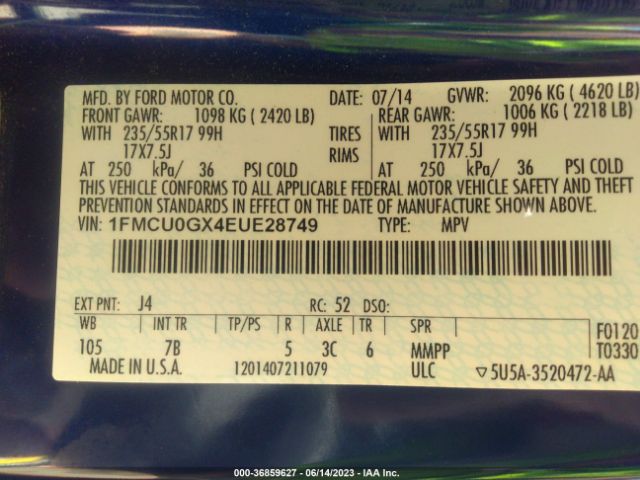 MFD. BY FORD MOTOR CO. DATE: 07/14 GVWR: 2096 KG ( 4620 LB)
FRONT GAWR: 1098 KG ( 2420 LB) REAR GAWR: 1006 KG ( 2218 LB)
WITH 235/55R17 99H TIRES WITH 235/55R17 99H
17X7.5J RIMS 17X7.5J
AT 250 kPa/ 36 PSI COLD AT 250 kPa/ 36 PSI COLD
THIS VEHICLE CONFORMS TO ALL APPLICABLE FEDERAL MOTOR VEHICLE SAFETY AND THEFT
PREVENTION STANDARDS IN EFFECT ON THE DATE OF MANUFACTURE SHOWN ABOVE.
VIN: 1FMCU0GX4EUE28749 TYPE: MPV
EXT PNT: J4 RC: 52 DSO:
WB INT TR TP/PS R AXLE TR SPR F0120
105 7B 5 3C 6 MMPP T0330
MADE IN U.S.A. 1201407211079 ULC ▽5U5A-3520472-AA
000-36859627 - 06/14/2023 - IAA Inc.